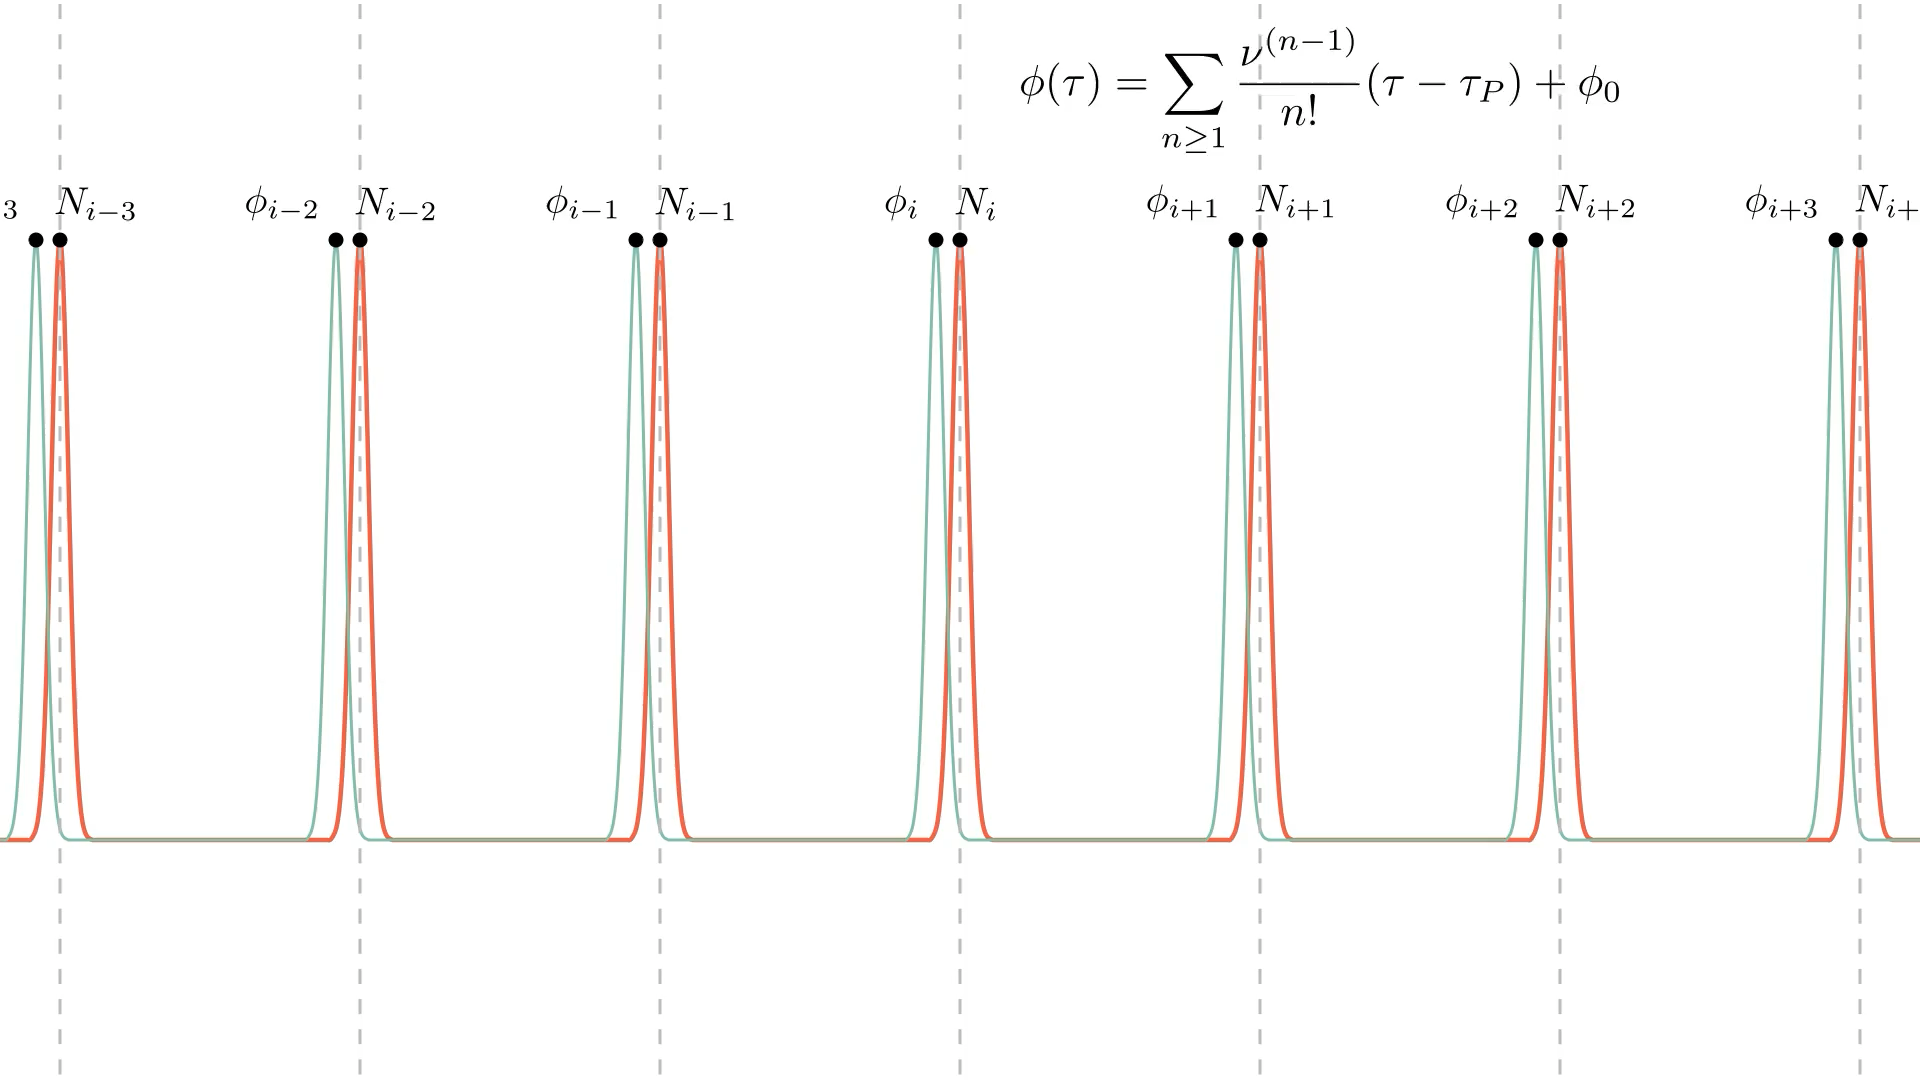 ϕ(τ) = ∑_{n≥1} ν^{(n−1)}/n! (τ − τ_P) + ϕ_0
₃ N_{i−3} ϕ_{i−2} N_{i−2} ϕ_{i−1} N_{i−1} ϕ_i N_i ϕ_{i+1} N_{i+1} ϕ_{i+2} N_{i+2} ϕ_{i+3} N_{i+